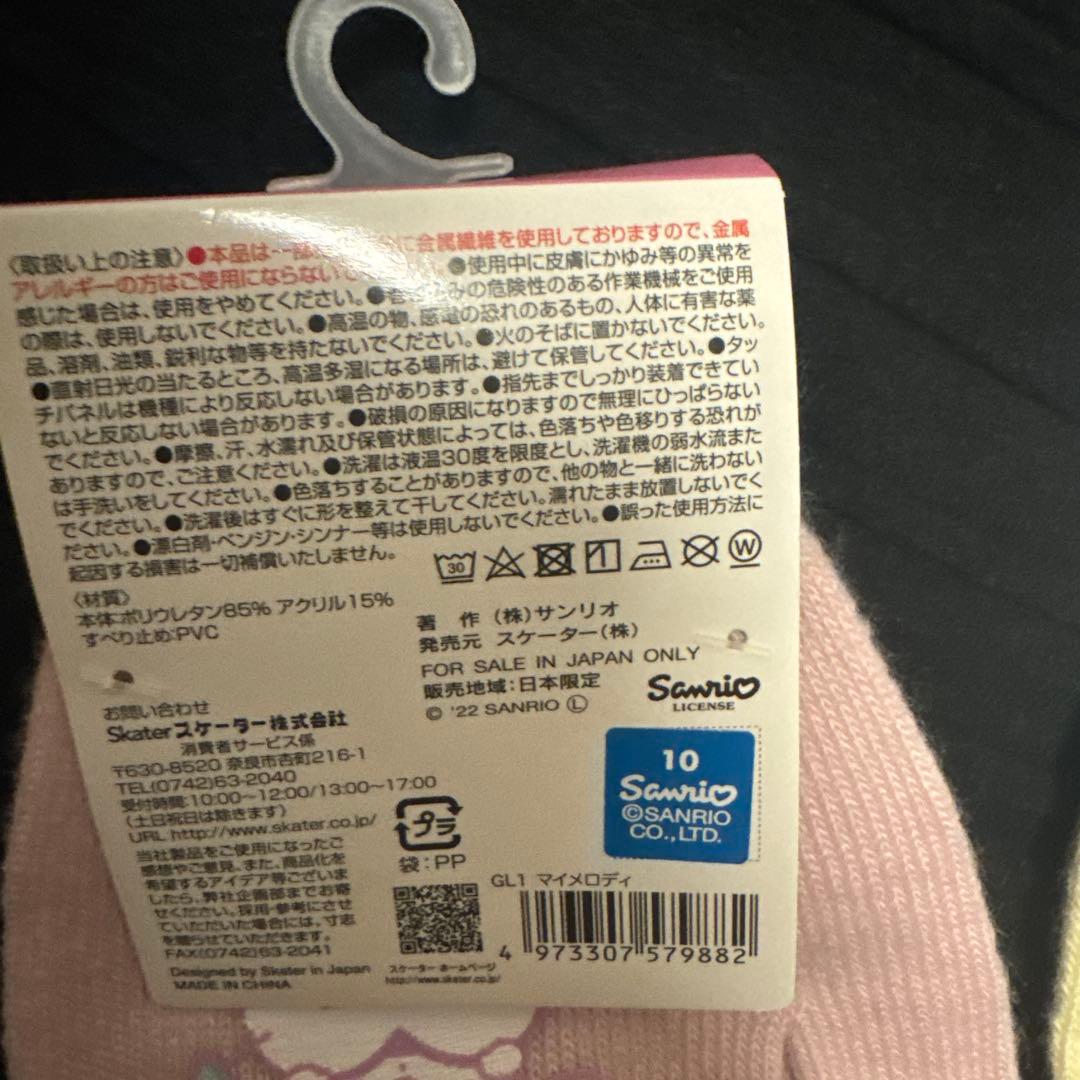 〈取扱い上の注意〉●本品は一部 に金属繊維を使用しておりますので、金属
アレルギーの方はご使用にならない ●使用中に皮膚にかゆみ等の異常を
感じた場合は、使用をやめてください。● の危険性のある作業機械をご使用
の際は、使用しないでください。●高温の物、感電の恐れのあるもの、人体に有害な薬
品、溶剤、油類、鋭利な物等を持たないでください。●火のそばに置かないでください。
●直射日光の当たるところ、高温多湿になる場所は、避けて保管してください。●タッ
チパネルは機種により反応しない場合があります。●指先までしっかり装着できてい
ないと反応しない場合があります。●破損の原因になりますので無理にひっぱらない
でください。●摩擦、汗、水濡れ及び保管状態によっては、色落ちや色移りする恐れが
ありますので、ご注意ください。●洗濯は液温30度を限度とし、洗濯機の弱水流また
は手洗いをしてください。●色落ちすることがありますので、他の物と一緒に洗わない
でください。●洗濯後はすぐに形を整えて干してください。濡れたまま放置しないでく
ださい。●漂白剤・ベンジン・シンナー等は使用しないでください。●誤った使用方法に
起因する損害は一切補償いたしません。
30 W
〈材質〉
本体:ポリウレタン85% アクリル15%
すべり止め:PVC
著 作 (株)サンリオ
発売元 スケーター(株)
FOR SALE IN JAPAN ONLY
販売地域:日本限定
© '22 SANRIO Ⓛ
Sanrio
LICENSE
お問い合わせ
Skaterスケーター株式会社
消費者サービス係
〒630-8520 奈良市杏町216-1
TEL(0742)63-2040
受付時間:10:00~12:00/13:00~17:00
(土日祝日は除きます)
URL http://www.skater.co.jp/
当社製品をご使用になったご
感想やご意見、また、商品化を
希望するアイデア等ございま
したら、弊社企画部までお寄
せください。採用・参考にさせ
ていただいた場合には、寸志
を贈らせていただきます。
FAX(0742)63-2041
Designed by Skater in Japan
MADE IN CHINA
プラ
袋:PP
スケーター ホームページ
http://www.skater.co.jp/
10
Sanrio
©SANRIO
CO.,LTD.
GL1 マイメロディ
4 973307 579882